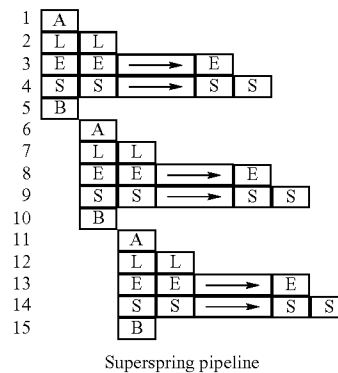 1 A
2 L L
3 E E E
4 S S S S
5 B
6 A
7 L L
8 E E E
9 S S S S
10 B
11 A
12 L L
13 E E E
14 S S S S
15 B
Superspring pipeline